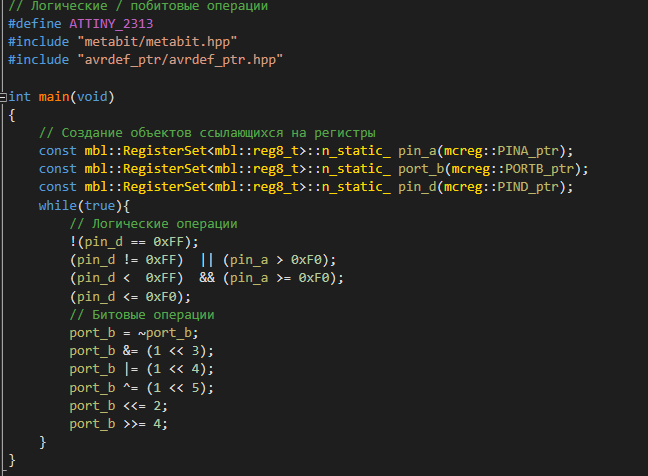 // Логические / побитовые операции
#define ATTINY_2313
#include "metabit/metabit.hpp"
#include "avrdef_ptr/avrdef_ptr.hpp"
int main(void)
{
// Создание объектов ссылающихся на регистры
const mbl::RegisterSet<mbl::reg8_t>::n_static_ pin_a(mcreg::PINA_ptr);
const mbl::RegisterSet<mbl::reg8_t>::n_static_ port_b(mcreg::PORTB_ptr);
const mbl::RegisterSet<mbl::reg8_t>::n_static_ pin_d(mcreg::PIND_ptr);
while(true){
// Логические операции
!(pin_d == 0xFF);
(pin_d != 0xFF)  || (pin_a > 0xF0);
(pin_d <  0xFF)  && (pin_a >= 0xF0);
(pin_d <= 0xF0);
// Битовые операции
port_b = ~port_b;
port_b &= (1 << 3);
port_b |= (1 << 4);
port_b ^= (1 << 5);
port_b <<= 2;
port_b >>= 4;
}
}